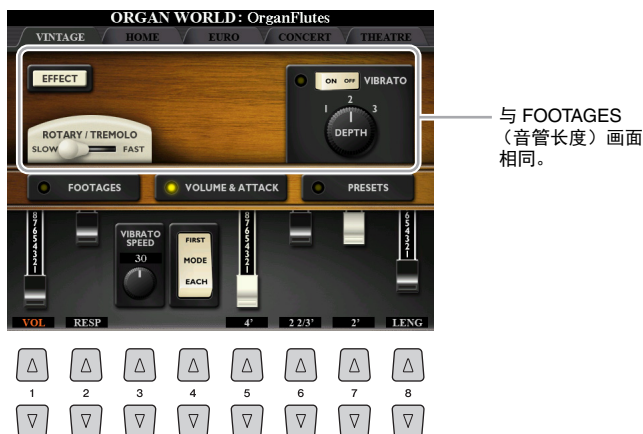 ORGAN WORLD: OrganFlutes
VINTAGE HOME EURO CONCERT THEATRE
EFFECT
ON OFF VIBRATO
1 2 3
DEPTH
ROTARY / TREMOLO
SLOW FAST
与 FOOTAGES
（音管长度）画面
相同。
FOOTAGES VOLUME & ATTACK PRESETS
8 7 6 5 4 3 2 1
VIBRATO
SPEED
30
FIRST
MODE
EACH
8 7 6 5 4 3 2 1
8 7 6 5 4 3 2 1
VOL RESP 4' 2 2/3' 2' LENG
1 2 3 4 5 6 7 8